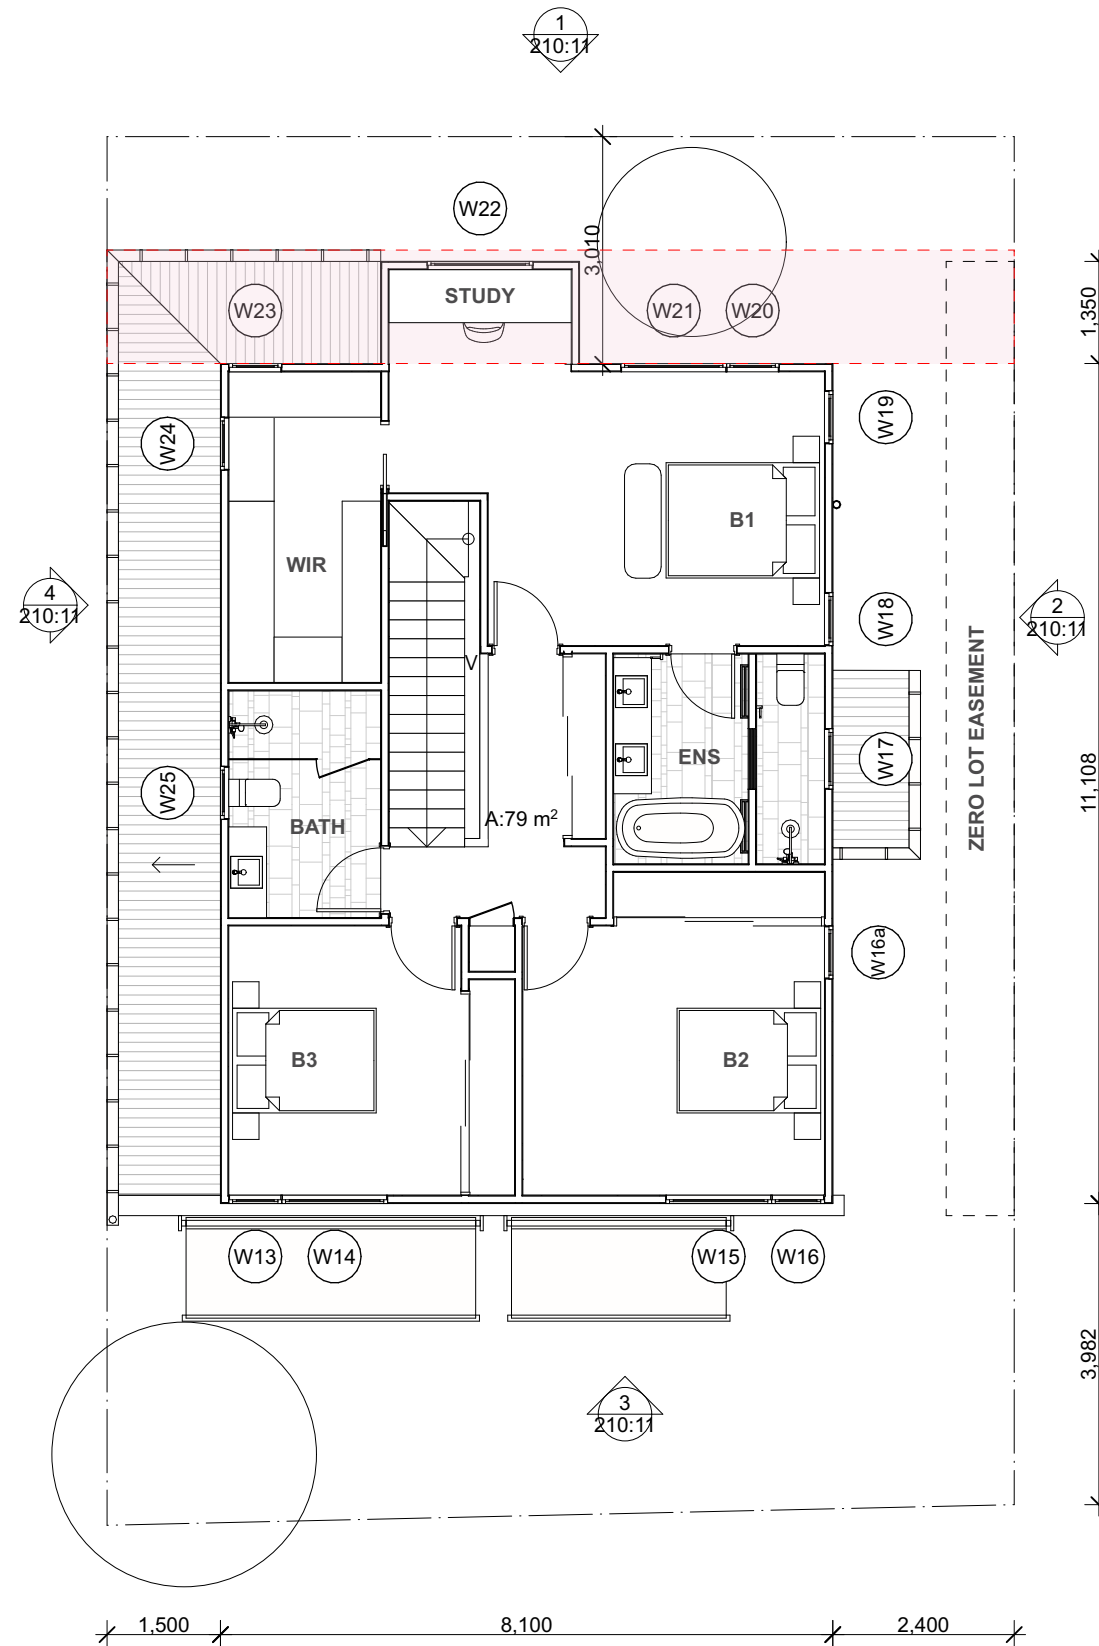 1
210:11
W22
3,010
STUDY
W23
W21
W20
1,350
W24
W19
B1
WIR
4
210:11
W18
2
210:11
V
ZERO LOT EASEMENT
W25
ENS
W17
11,108
A:79 m²
BATH
W16a
B3
B2
W13
W14
W15
W16
3,982
3
210:11
1,500
8,100
2,400